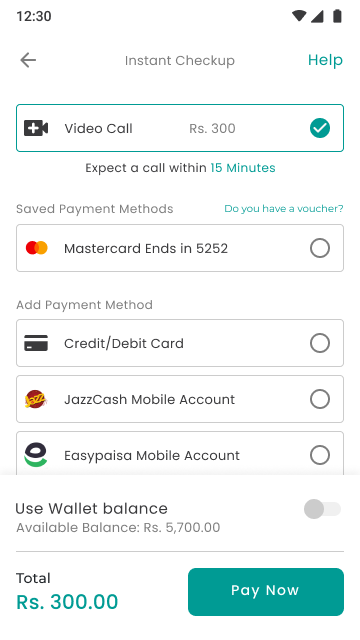 12:30
Instant Checkup
Help
Video Call
Rs. 300
Expect a call within 15 Minutes
Saved Payment Methods
Do you have a voucher?
Mastercard Ends in 5252
Add Payment Method
Credit/Debit Card
Jazz
JazzCash Mobile Account
Easypaisa Mobile Account
Use Wallet balance
Available Balance: Rs. 5,700.00
Total
Rs. 300.00
Pay Now